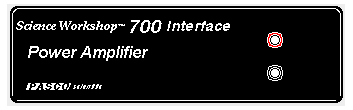 Science Workshop™ 700 Interface
Power Amplifier
PASCO scientific